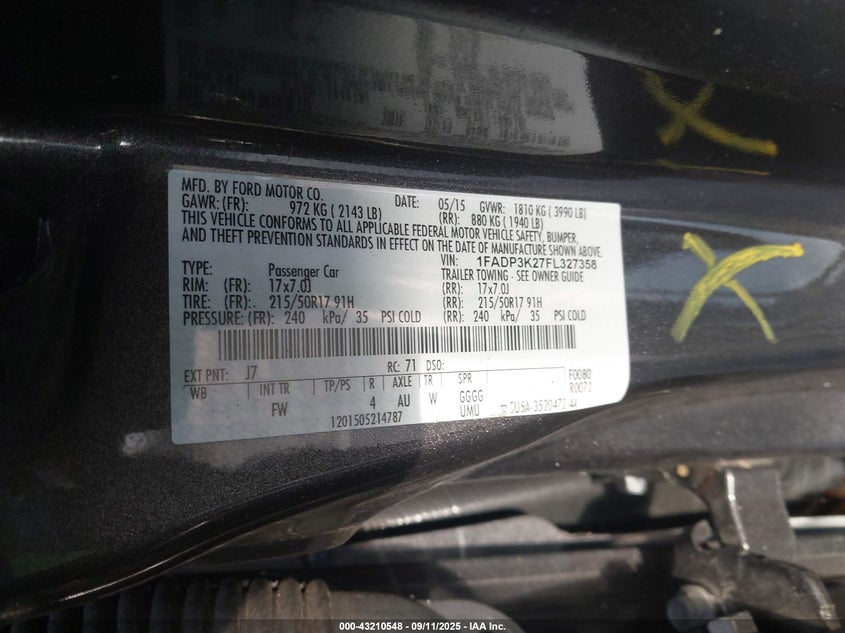 MFD. BY FORD MOTOR CO.
DATE: 05/15 GVWR: 1810 KG ( 3990 LB)
GAWR: (FR): 972 KG ( 2143 LB) (RR): 880 KG ( 1940 LB)
THIS VEHICLE CONFORMS TO ALL APPLICABLE FEDERAL MOTOR VEHICLE SAFETY, BUMPER,
AND THEFT PREVENTION STANDARDS IN EFFECT ON THE DATE OF MANUFACTURE SHOWN ABOVE.
VIN: 1FADP3K27FL327358
TYPE: Passenger Car TRAILER TOWING - SEE OWNER GUIDE
RIM: (FR): 17x7.0J (RR): 17x7.0J
TIRE: (FR): 215/50R17 91H (RR): 215/50R17 91H
PRESSURE: (FR): 240 kPa/ 35 PSI COLD (RR): 240 kPa/ 35 PSI COLD
EXT PNT: J7 RC: 71 DSO: F0080
WB INT TR TP/PS R AXLE TR SPR R0072
FW 4 AU W GGGG
UMU
1201505214787
000-43210548 - 09/11/2025 - IAA Inc.